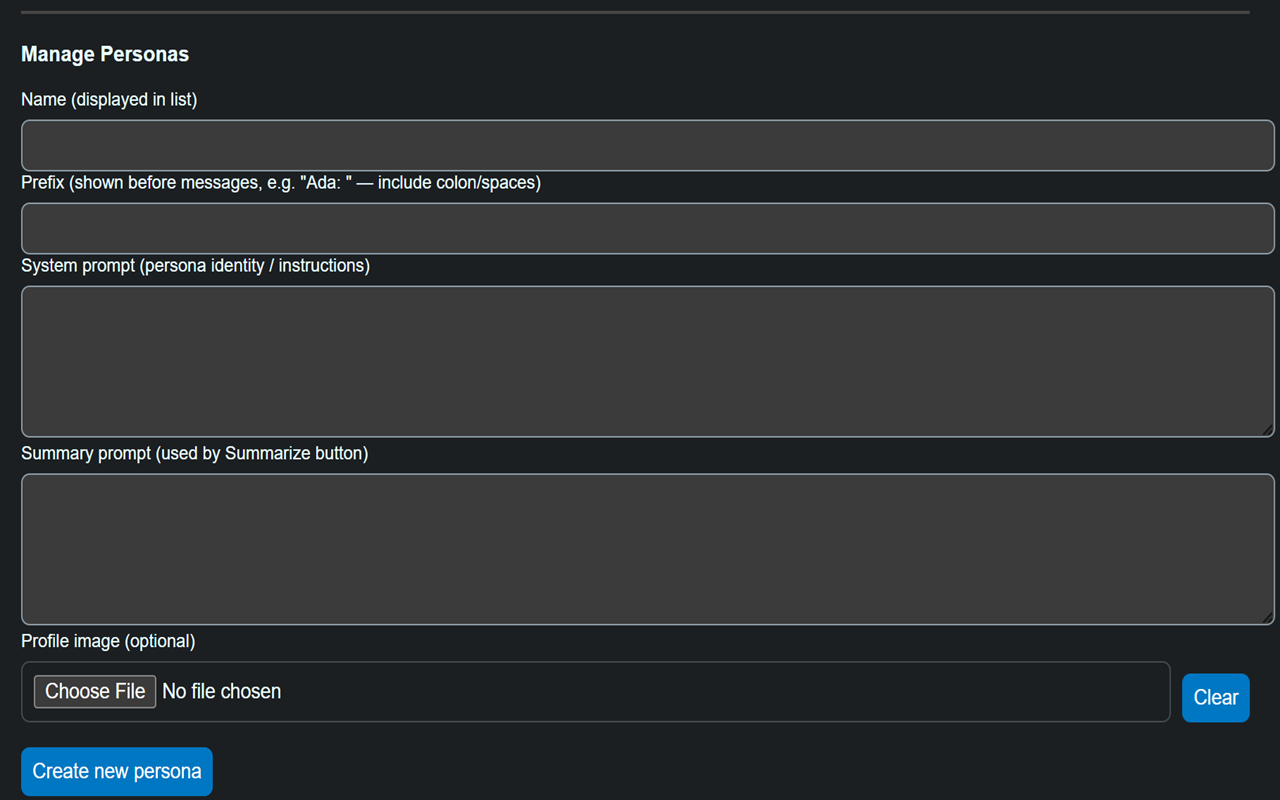 Manage Personas
Name (displayed in list)
Prefix (shown before messages, e.g. "Ada: " — include colon/spaces)
System prompt (persona identity / instructions)
Summary prompt (used by Summarize button)
Profile image (optional)
Choose File No file chosen
Clear
Create new persona